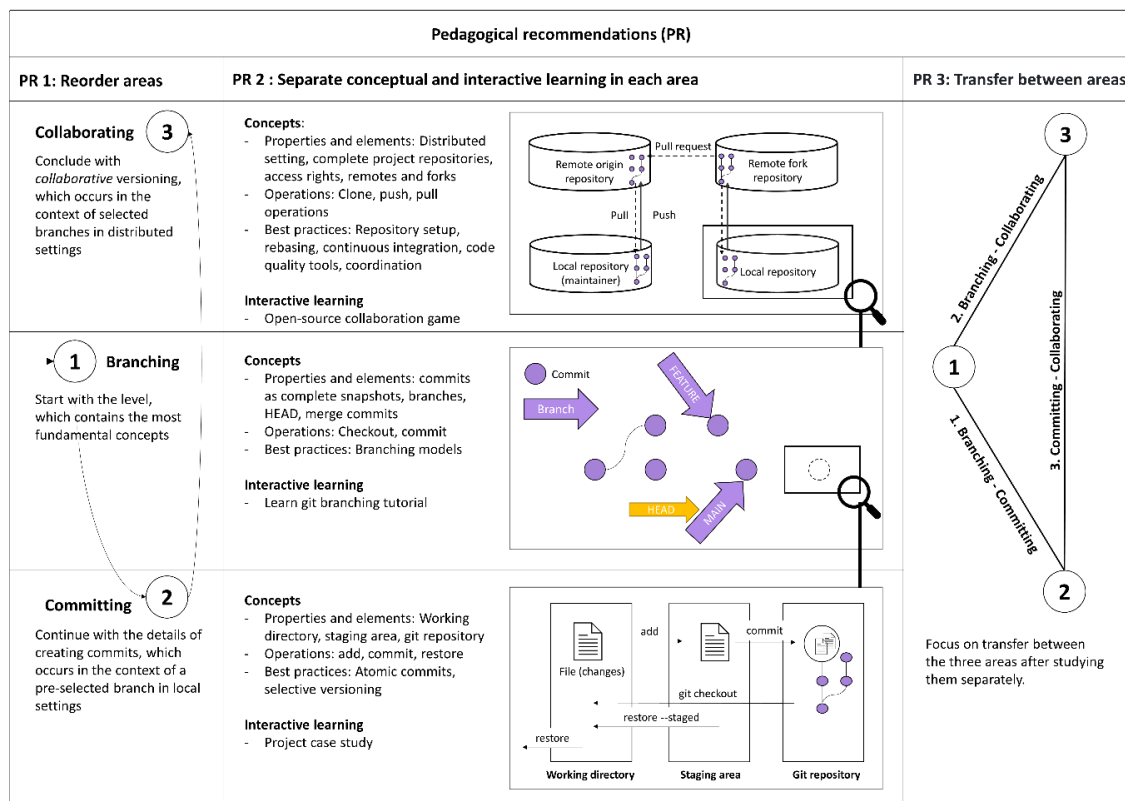 Pedagogical recommendations (PR)
PR 1: Reorder areas
PR 2 : Separate conceptual and interactive learning in each area
PR 3: Transfer between areas
Collaborating
3
Conclude with
collaborative versioning,
which occurs in the
context of selected
branches in distributed
settings
Concepts:
- Properties and elements: Distributed
setting, complete project repositories,
access rights, remotes and forks
- Operations: Clone, push, pull
operations
- Best practices: Repository setup,
rebasing, continuous integration, code
quality tools, coordination
Interactive learning
- Open-source collaboration game
Remote origin
repository
Pull request
Remote fork
repository
Pull
Push
Local repository
(maintainer)
Local repository
1
Branching
Start with the level,
which contains the most
fundamental concepts
Concepts
- Properties and elements: commits
as complete snapshots, branches,
HEAD, merge commits
- Operations: Checkout, commit
- Best practices: Branching models
Interactive learning
- Learn git branching tutorial
Commit
Branch
FEATURE
HEAD
MAIN
Committing
2
Continue with the details of
creating commits, which
occurs in the context of a
pre-selected branch in local
settings
Concepts
- Properties and elements: Working
directory, staging area, git repository
- Operations: add, commit, restore
- Best practices: Atomic commits,
selective versioning
Interactive learning
- Project case study
File (changes)
add
commit
git checkout
restore --staged
restore
Working directory
Staging area
Git repository
3
2. Branching - Collaborating
1
3. Committing - Collaborating
1. Branching - Committing
2
Focus on transfer between
the three areas after studying
them separately.